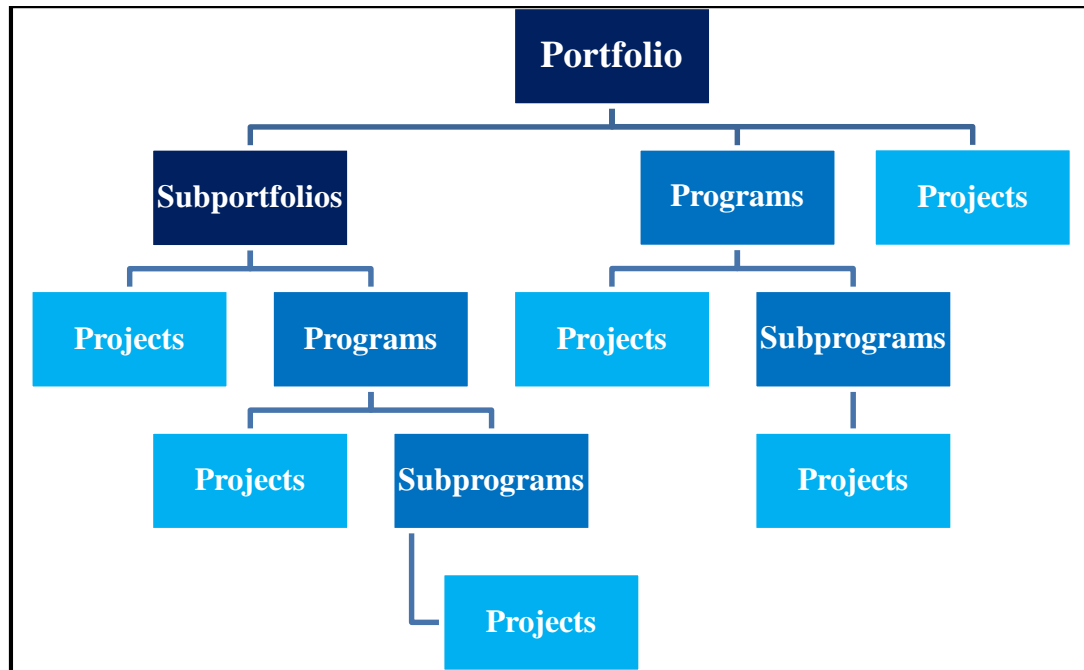 Portfolio
Subportfolios
Programs
Projects
Projects
Programs
Projects
Subprograms
Projects
Subprograms
Projects
Projects